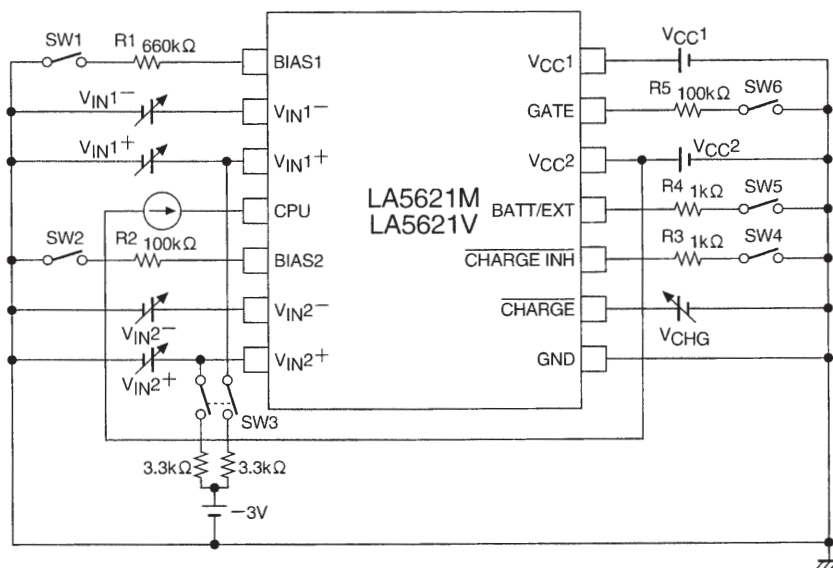 SW1
R1
660kΩ
BIAS1
VIN1−
VIN1−
VIN1+
VIN1+
CPU
SW2
R2 100kΩ
BIAS2
VIN2−
VIN2−
VIN2+
VIN2+
SW3
3.3kΩ
3.3kΩ
−3V
LA5621M
LA5621V
VCC1
VCC1
GATE
R5 100kΩ
SW6
VCC2
VCC2
BATT/EXT
R4 1kΩ
SW5
CHARGE INH
R3 1kΩ
SW4
CHARGE
VCHG
GND